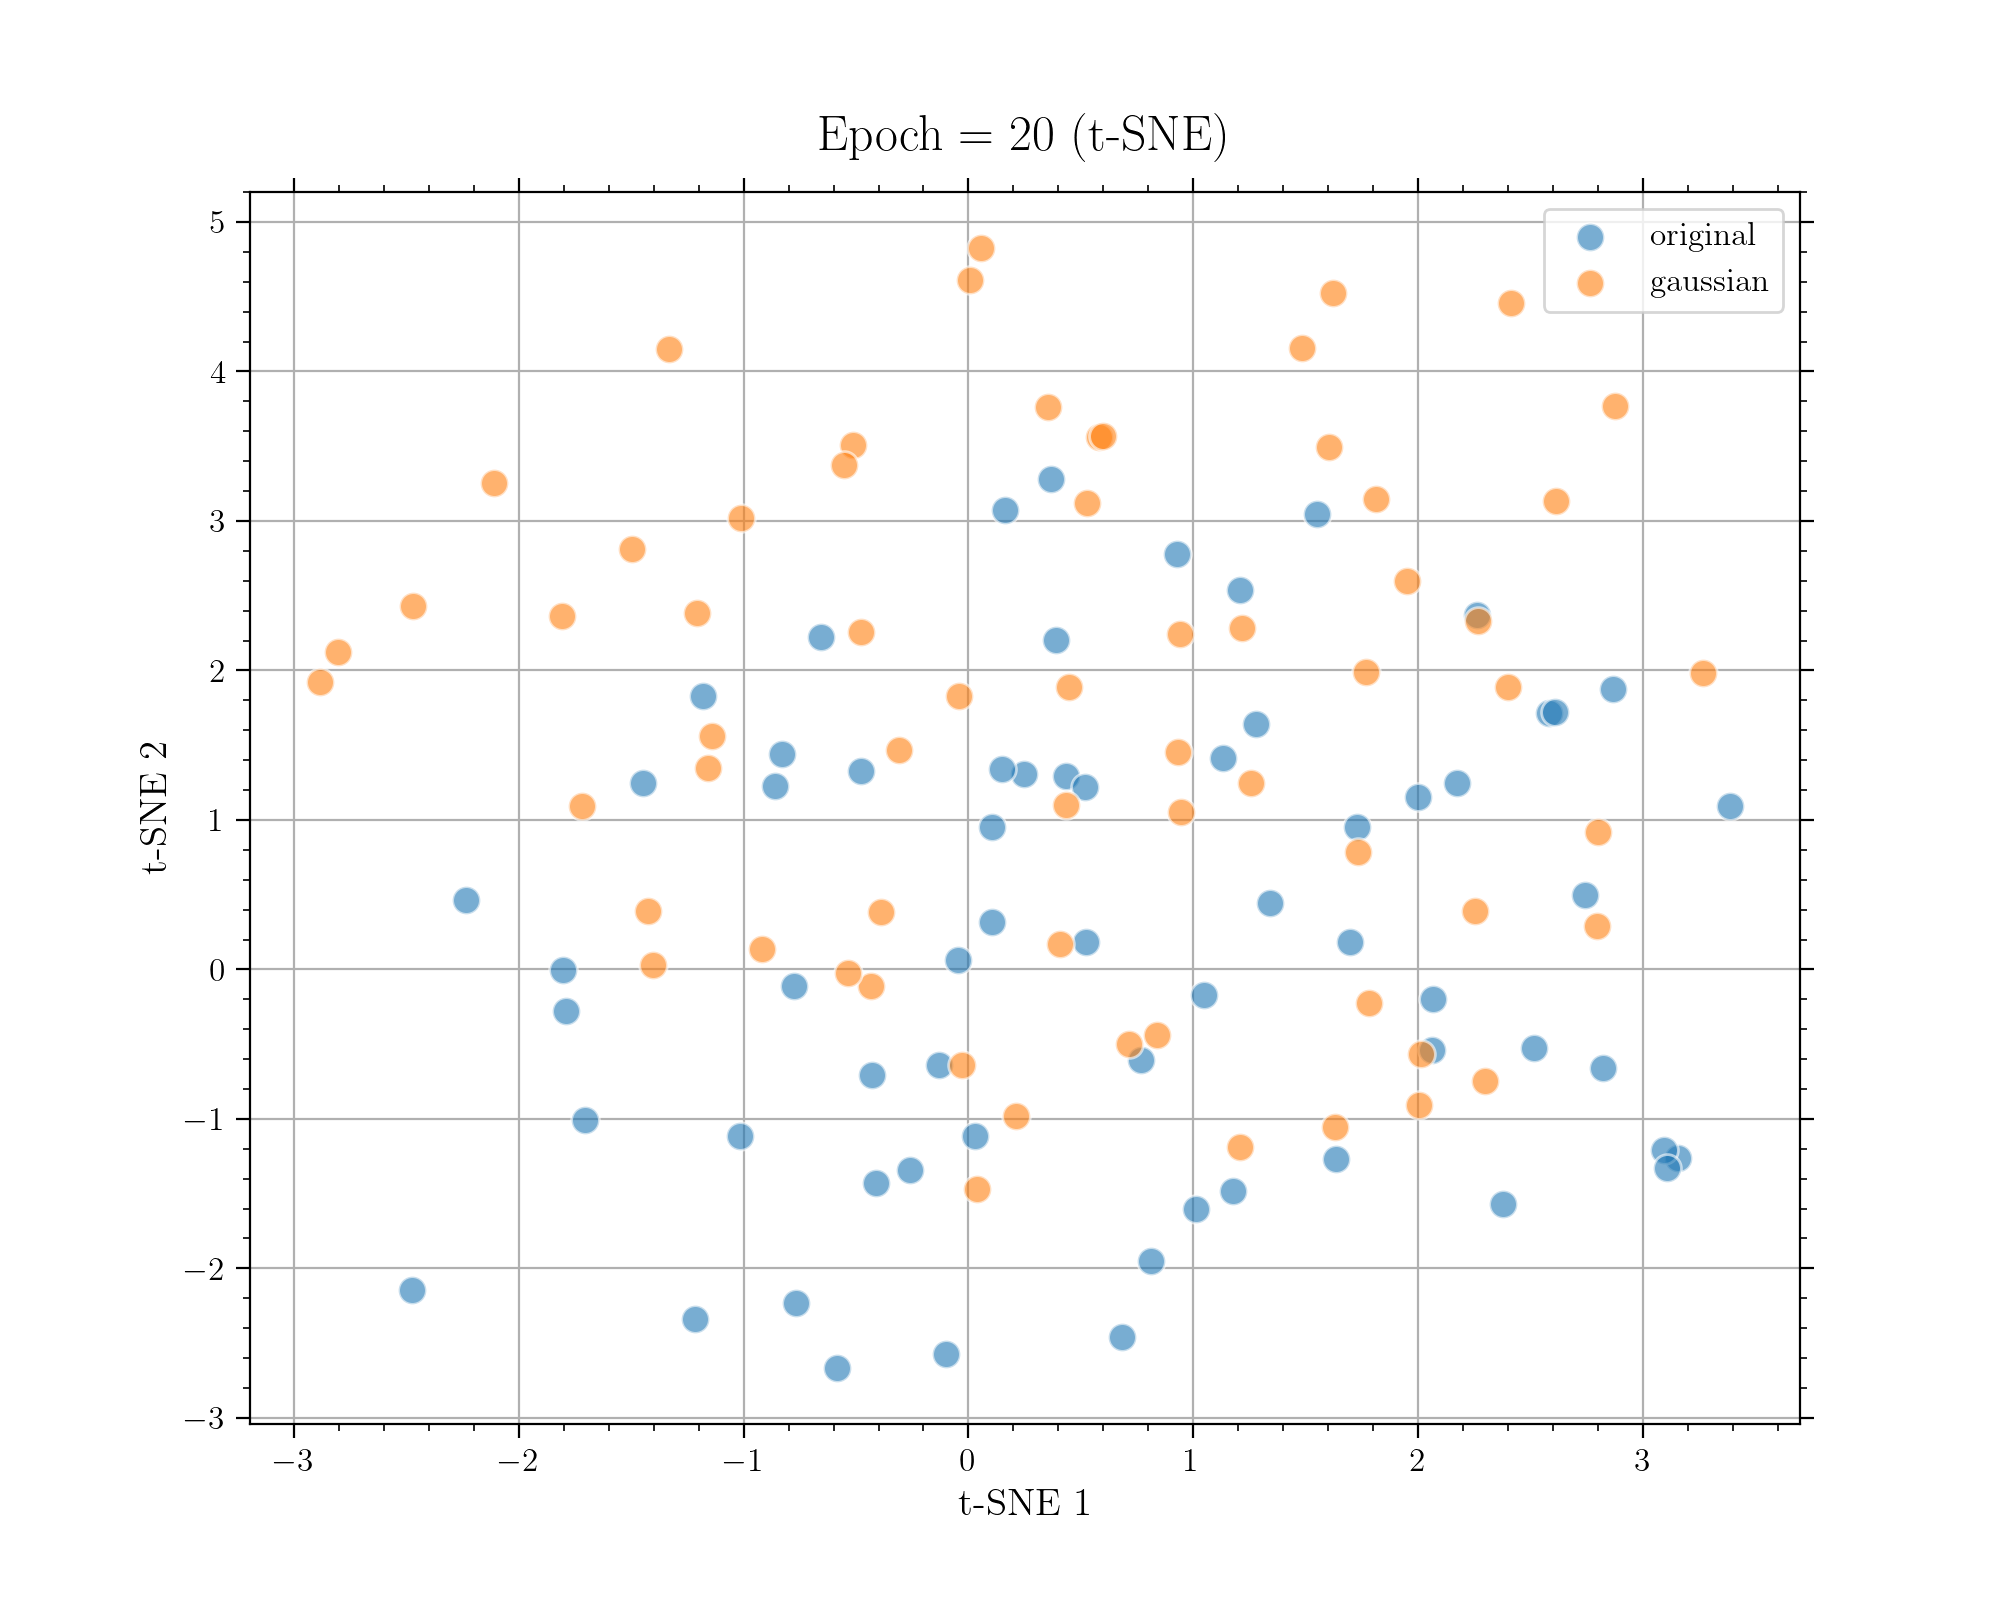 Epoch = 20 (t-SNE)
original
gaussian
t-SNE 2
5
4
3
2
1
0
−1
−2
−3
−3 −2 −1 0 1 2 3
t-SNE 1